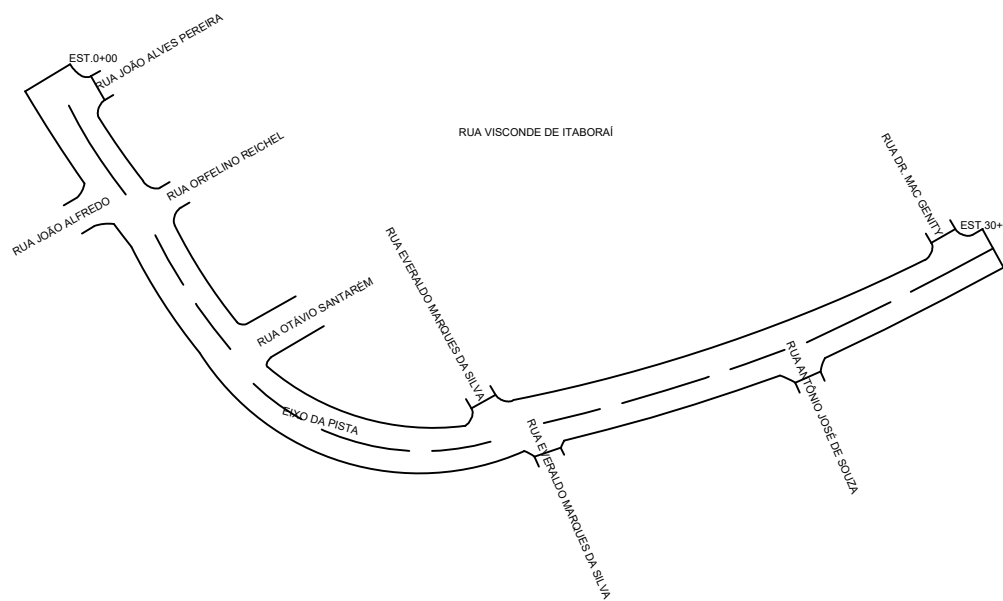 EST.0+00
RUA JOÃO ALVES PEREIRA
RUA VISCONDE DE ITABORAÍ
RUA ORFELINO REICHEL
RUA JOÃO ALFREDO
RUA DR. MAC GENITY
EST.30+
RUA EVERALDO MARQUES DA SILVA
RUA OTÁVIO SANTARÉM
RUA ANTÔNIO JOSÉ DE SOUZA
EIXO DA PISTA
RUA EVERALDO MARQUES DA SILVA